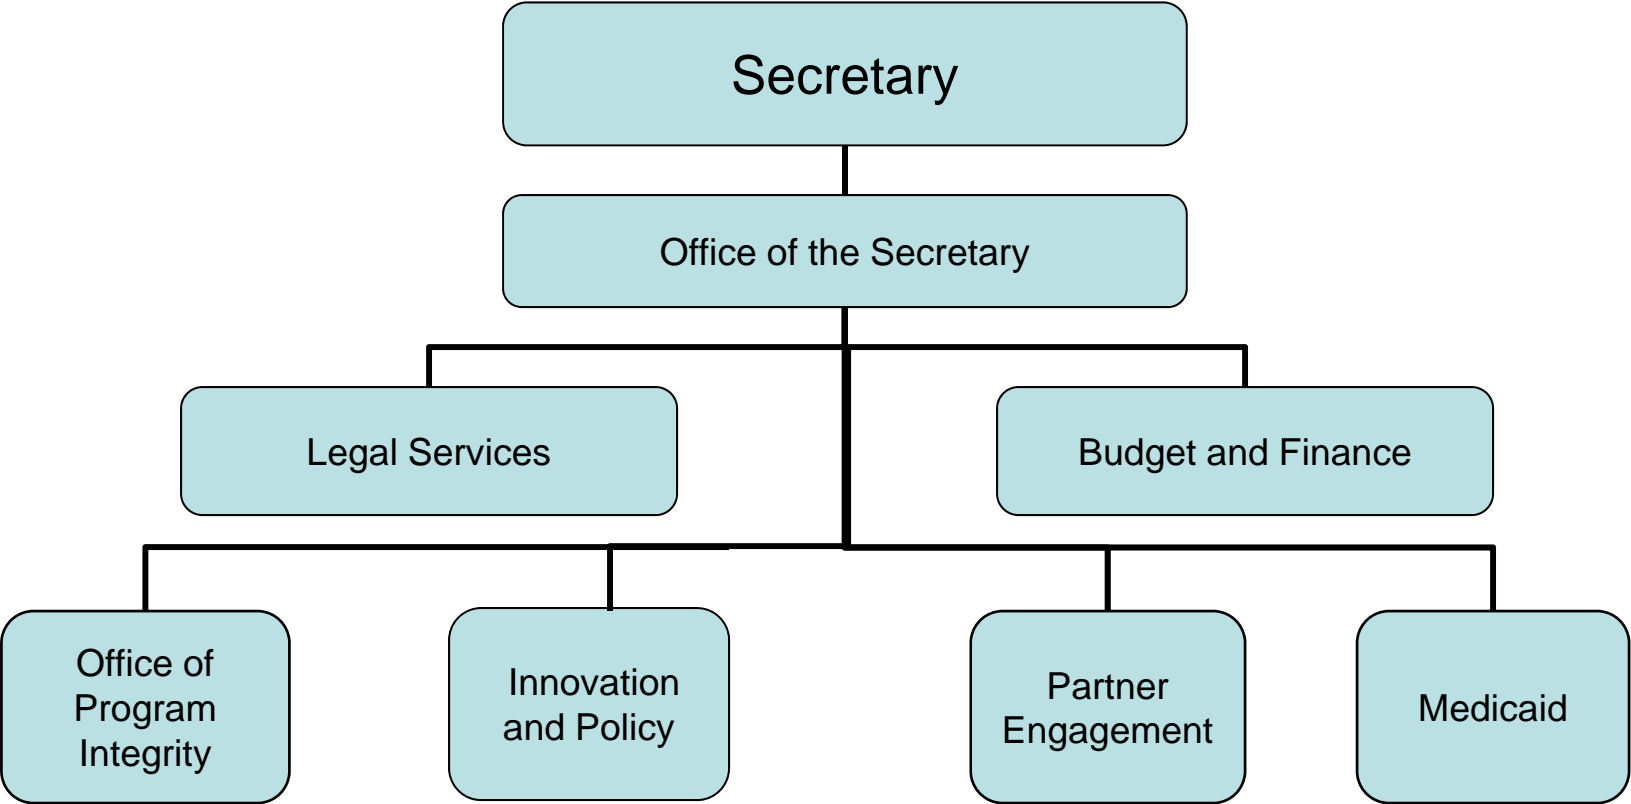 Secretary
Office of the Secretary
Legal Services
Budget and Finance
Office of
Program
Integrity
Innovation
and Policy
Partner
Engagement
Medicaid